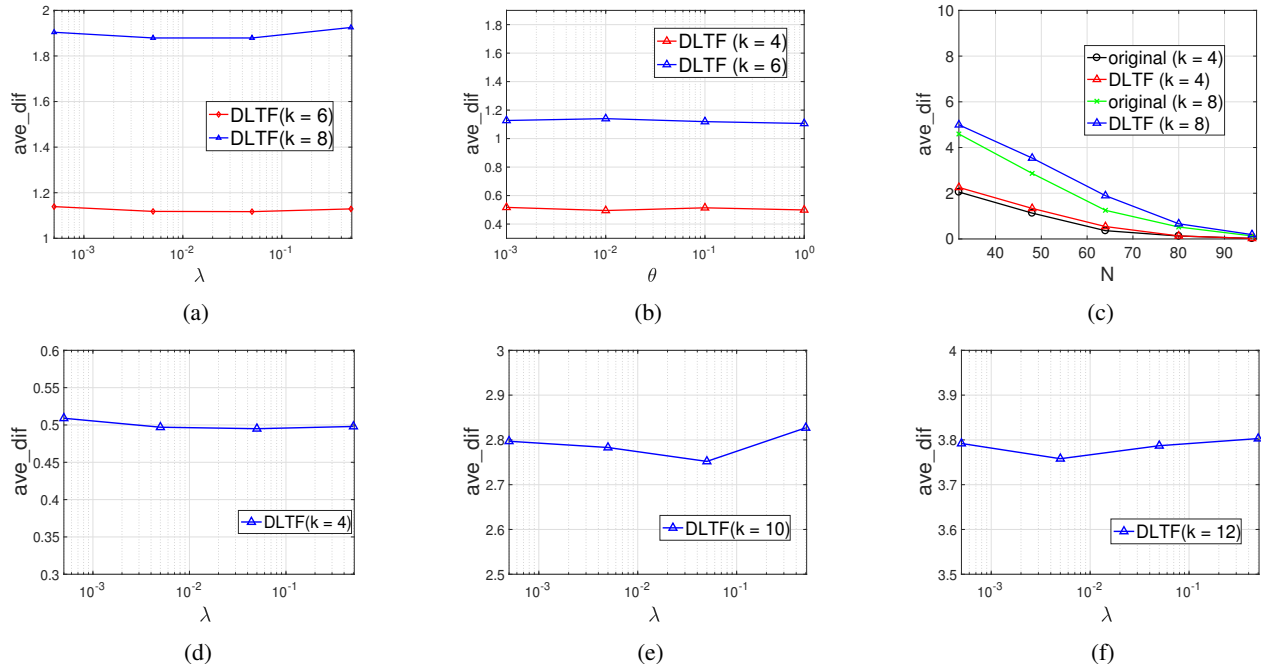 2
1.8
1.6
1.4
1.2
1
ave_dif
10^-3
10^-2
10^-1
λ
DLTF(k = 6)
DLTF(k = 8)
(a)
1.8
1.6
1.4
1.2
1
0.8
0.6
0.4
ave_dif
10^-3
10^-2
10^-1
10^0
θ
DLTF (k = 4)
DLTF (k = 6)
(b)
10
8
6
4
2
0
ave_dif
40
50
60
70
80
90
N
original (k = 4)
DLTF (k = 4)
original (k = 8)
DLTF (k = 8)
(c)
0.6
0.55
0.5
0.45
0.4
0.35
0.3
ave_dif
10^-3
10^-2
10^-1
λ
DLTF(k = 4)
(d)
3
2.9
2.8
2.7
2.6
2.5
ave_dif
10^-3
10^-2
10^-1
λ
DLTF(k = 10)
(e)
4
3.9
3.8
3.7
3.6
3.5
ave_dif
10^-3
10^-2
10^-1
λ
DLTF(k = 12)
(f)